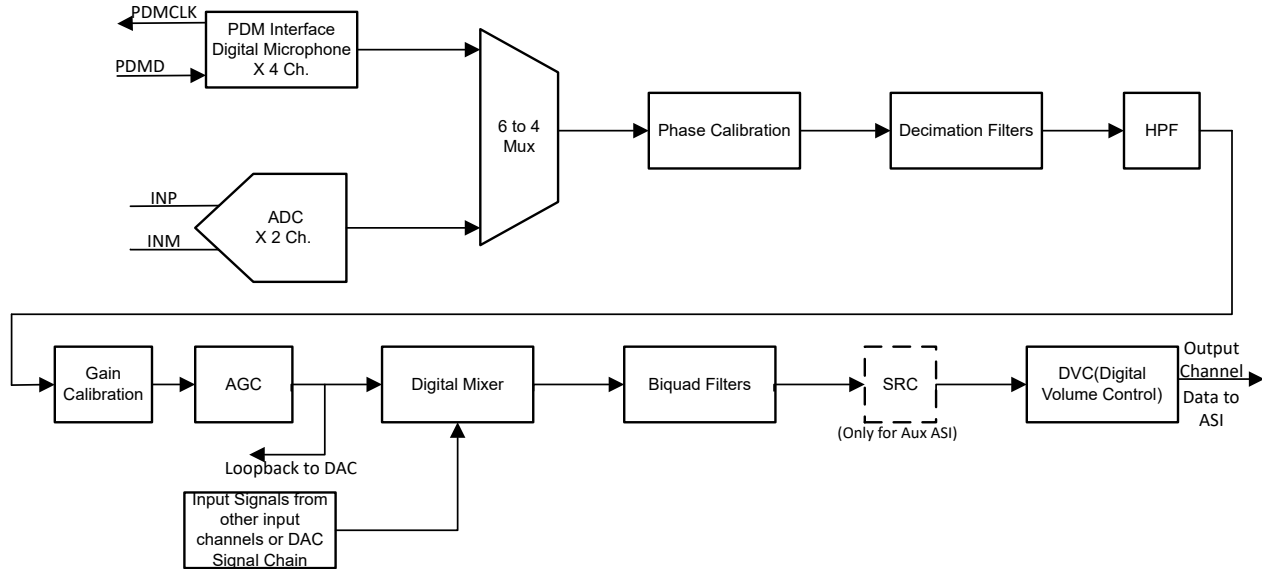 PDMCLK
PDM Interface
Digital Microphone
X 4 Ch.
PDMD
6 to 4
Mux
Phase Calibration
Decimation Filters
HPF
INP
ADC
X 2 Ch.
INM
Gain
Calibration
AGC
Digital Mixer
Biquad Filters
SRC
(Only for Aux ASI)
DVC(Digital
Volume Control)
Output
Channel
Data to
ASI
Loopback to DAC
Input Signals from
other input
channels or DAC
Signal Chain